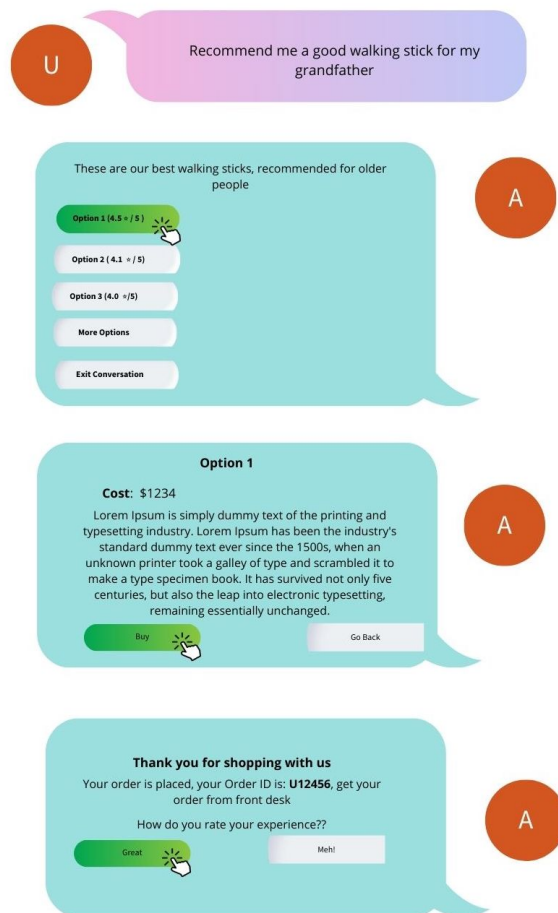 U
Recommend me a good walking stick for my
grandfather
These are our best walking sticks, recommended for older
people
A
Option 1 (4.5 ⭐ / 5 )
Option 2 ( 4.1 ⭐ / 5)
Option 3 (4.0 ⭐/5)
More Options
Exit Conversation
Option 1
Cost: $1234
A
Lorem Ipsum is simply dummy text of the printing and
typesetting industry. Lorem Ipsum has been the industry's
standard dummy text ever since the 1500s, when an
unknown printer took a galley of type and scrambled it to
make a type specimen book. It has survived not only five
centuries, but also the leap into electronic typesetting,
remaining essentially unchanged.
Buy Go Back
Thank you for shopping with us
Your order is placed, your Order ID is: U12456, get your
order from front desk
A
How do you rate your experience??
Great Meh!